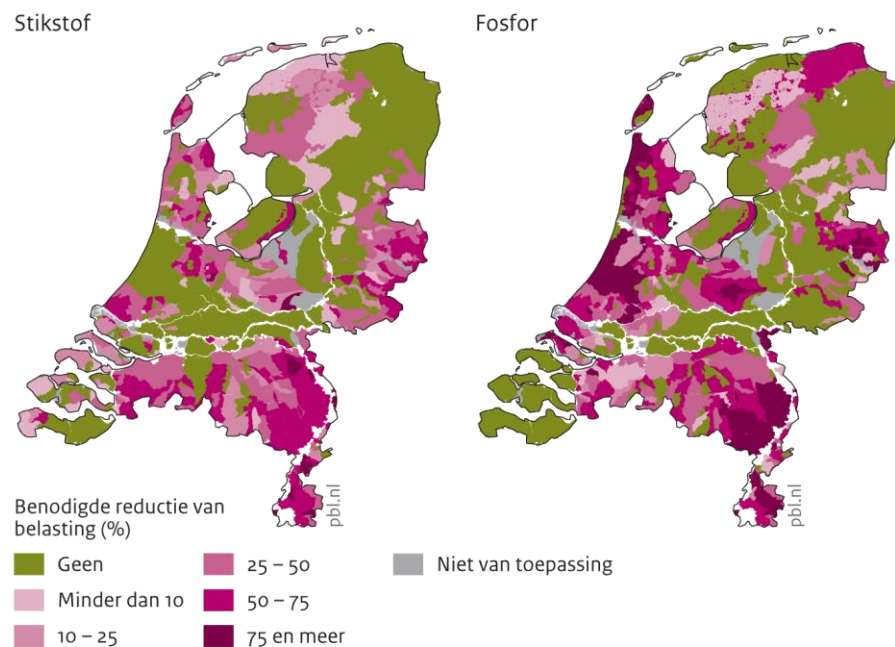 Stikstof
Fosfor
pbl.nl
pbl.nl
Benodigde reductie van
belasting (%)
Geen
Minder dan 10
10 – 25
25 – 50
50 – 75
75 en meer
Niet van toepassing